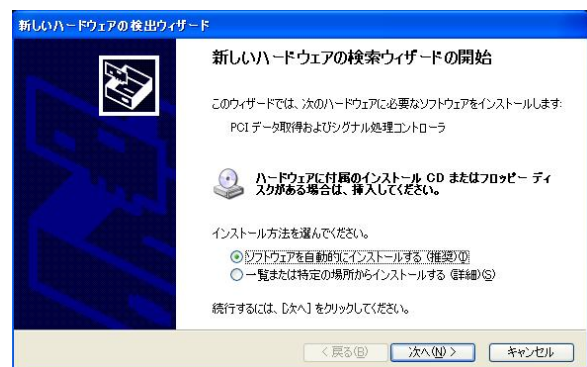 新しいハードウェアの検出ウィザード
新しいハードウェアの検索ウィザードの開始
このウィザードでは、次のハードウェアに必要なソフトウェアをインストールします:
PCI データ取得およびシグナル処理コントローラ
ハードウェアに付属のインストール CD またはフロッピー ディ
スクがある場合は、挿入してください。
インストール方法を選んでください。
ソフトウェアを自動的にインストールする (推奨)(I)
一覧または特定の場所からインストールする (詳細)(S)
続行するには、[次へ] をクリックしてください。
< 戻る(B)
次へ(N) >
キャンセル